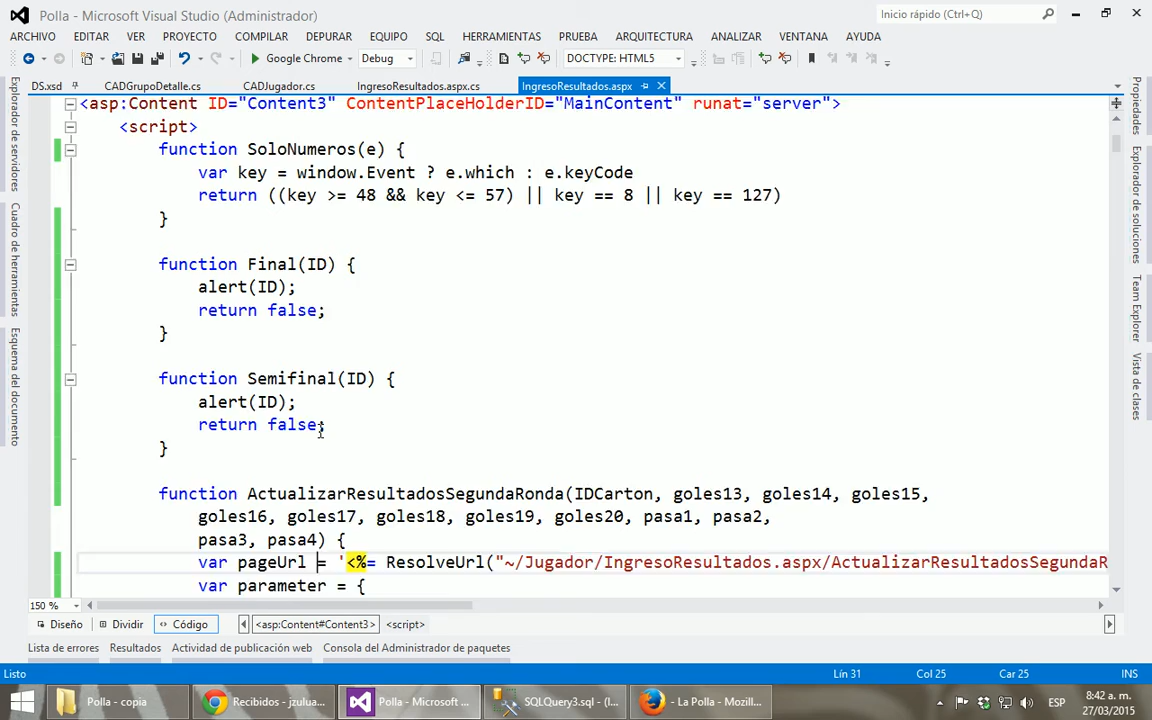 Polla - Microsoft Visual Studio (Administrador)
Inicio rápido (Ctrl+Q)
ARCHIVO EDITAR VER PROYECTO COMPILAR DEPURAR EQUIPO SQL HERRAMIENTAS PRUEBA ARQUITECTURA ANALIZAR VENTANA AYUDA
Google Chrome Debug DOCTYPE: HTML5
DS.xsd CADGrupoDetalle.cs CADJugador.cs IngresoResultados.aspx.cs IngresoResultados.aspx
Explorador de servidores
Cuadro de herramientas
Esquema del documento
<asp:Content ID="Content3" ContentPlaceHolderID="MainContent" runat="server">
<script>
function SoloNumeros(e) {
var key = window.Event ? e.which : e.keyCode
return ((key >= 48 && key <= 57) || key == 8 || key == 127)
}
function Final(ID) {
alert(ID);
return false;
}
function Semifinal(ID) {
alert(ID);
return false;
}
function ActualizarResultadosSegundaRonda(IDCarton, goles13, goles14, goles15,
goles16, goles17, goles18, goles19, goles20, pasa1, pasa2,
pasa3, pasa4) {
var pageUrl = '<%= ResolveUrl("~/Jugador/IngresoResultados.aspx/ActualizarResultadosSegundaR
var parameter = {
Propiedades
Explorador de soluciones
Team Explorer
Vista de clases
150 %
Diseño Dividir Código <asp:Content#Content3> <script>
Lista de errores Resultados Actividad de publicación web Consola del Administrador de paquetes
Listo Lín 31 Col 25 Car 25 INS
Polla - copia Recibidos - jzulua... Polla - Microsoft ... SQLQuery3.sql - (l... - La Polla - Mozill... ESP 8:42 a. m.
27/03/2015